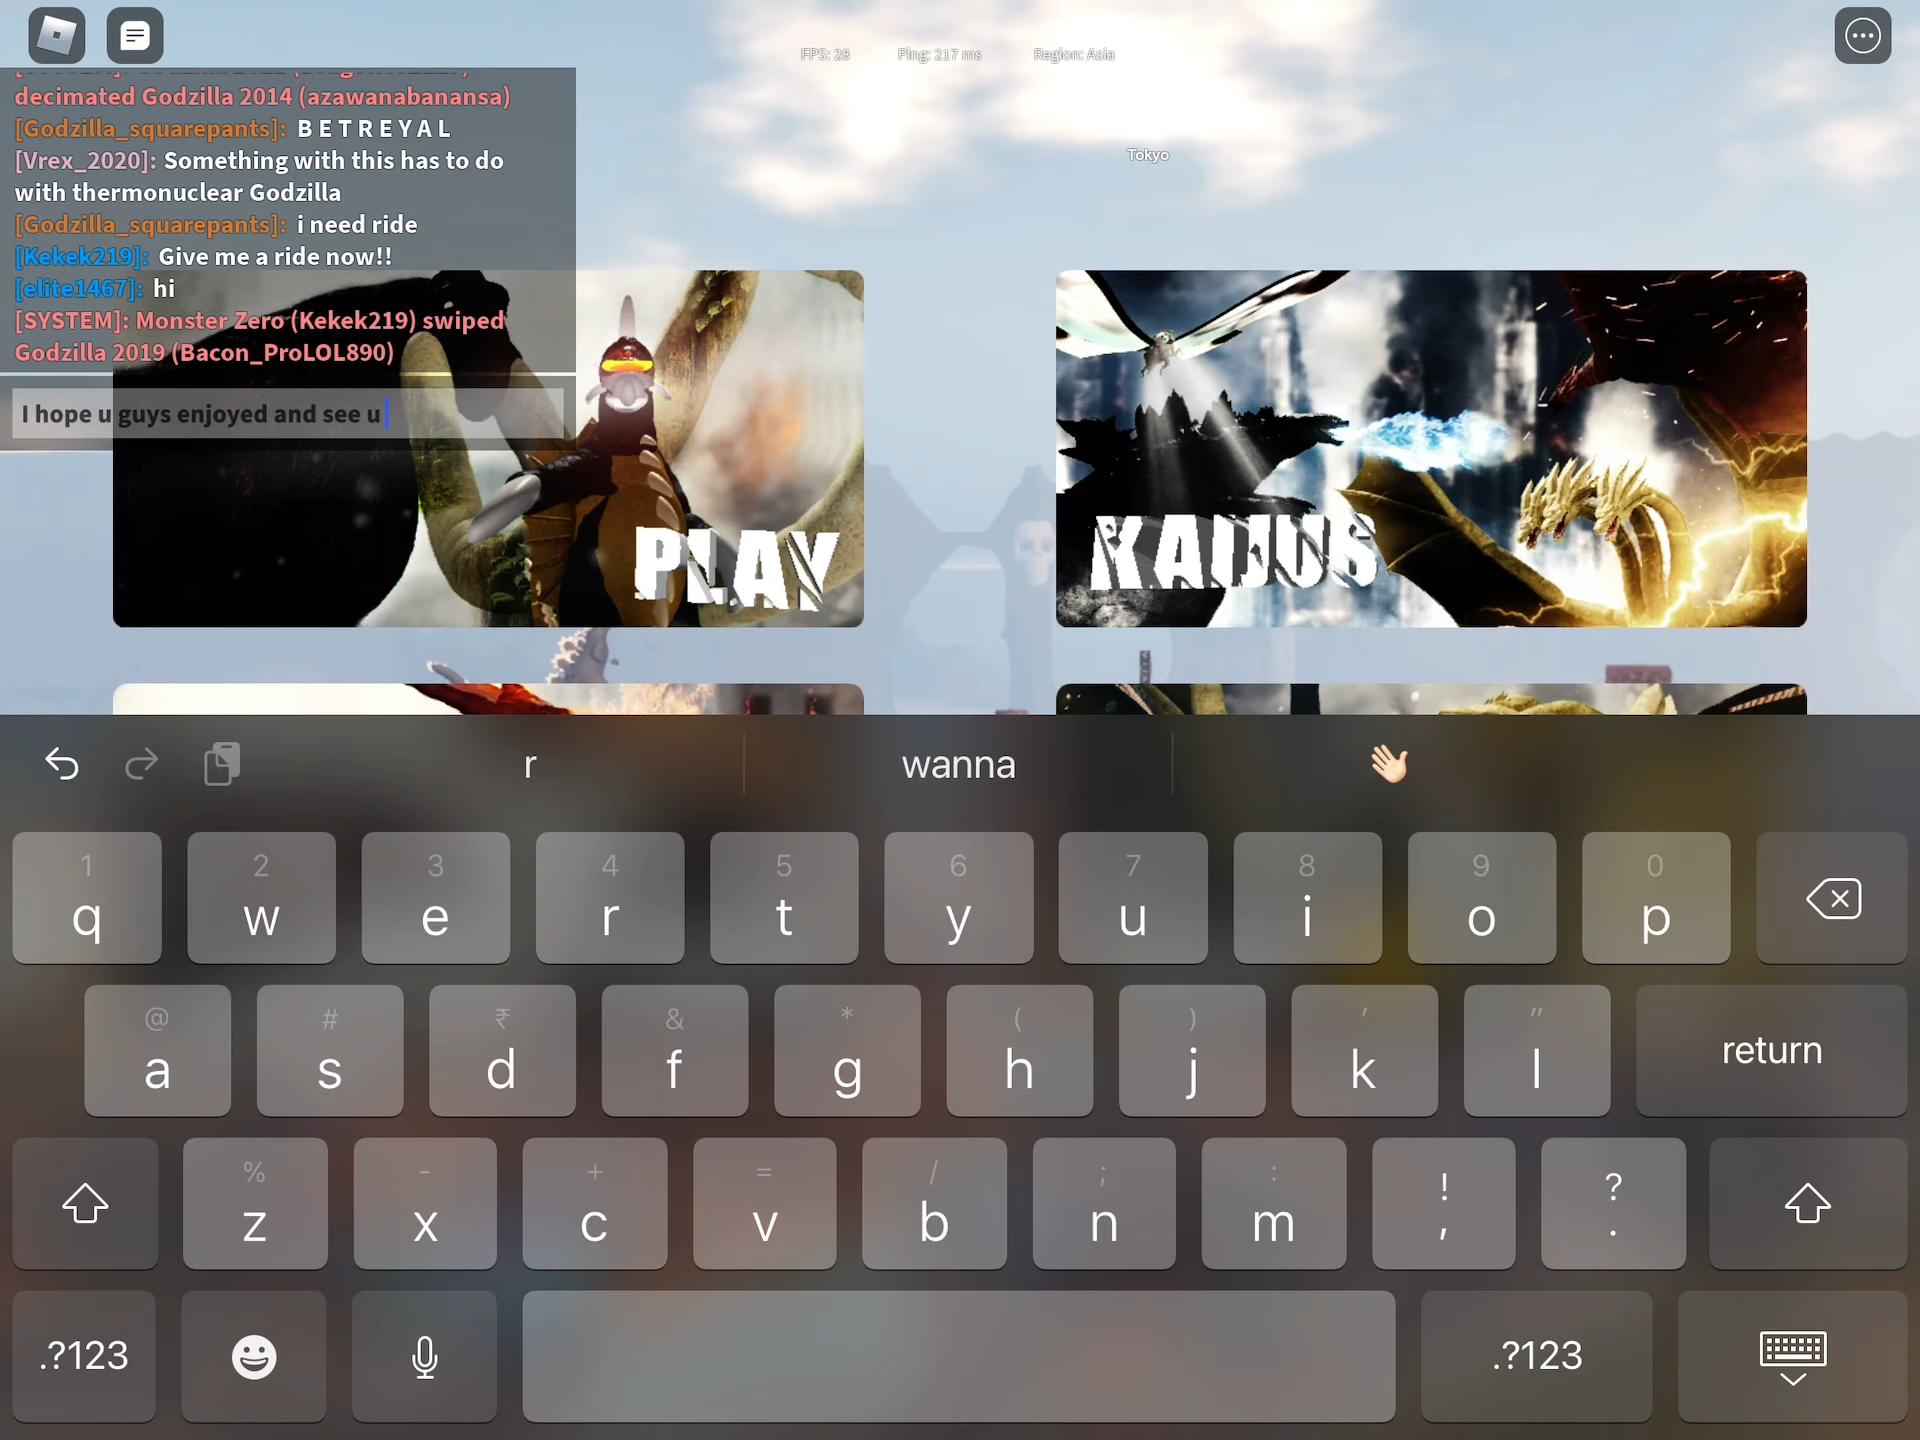 FPS: 28 Ping: 217 ms Region: Asia
decimated Godzilla 2014 (azawanabanansa)
[Godzilla_squarepants]: B E T R E Y A L
[Vrex_2020]: Something with this has to do
with thermonuclear Godzilla
[Godzilla_squarepants]: i need ride
[Kekek219]: Give me a ride now!!
[elite1467]: hi
[SYSTEM]: Monster Zero (Kekek219) swiped
Godzilla 2019 (Bacon_ProLOL890)
I hope u guys enjoyed and see u
Tokyo
PLAY
KAIJUS
r wanna 👋🏻
1 2 3 4 5 6 7 8 9 0
q w e r t y u i o p
@ # ₹ & * ( ) ' "
a s d f g h j k l return
% - + = / ; : ! ?
z x c v b n m , .
.?123 .?123